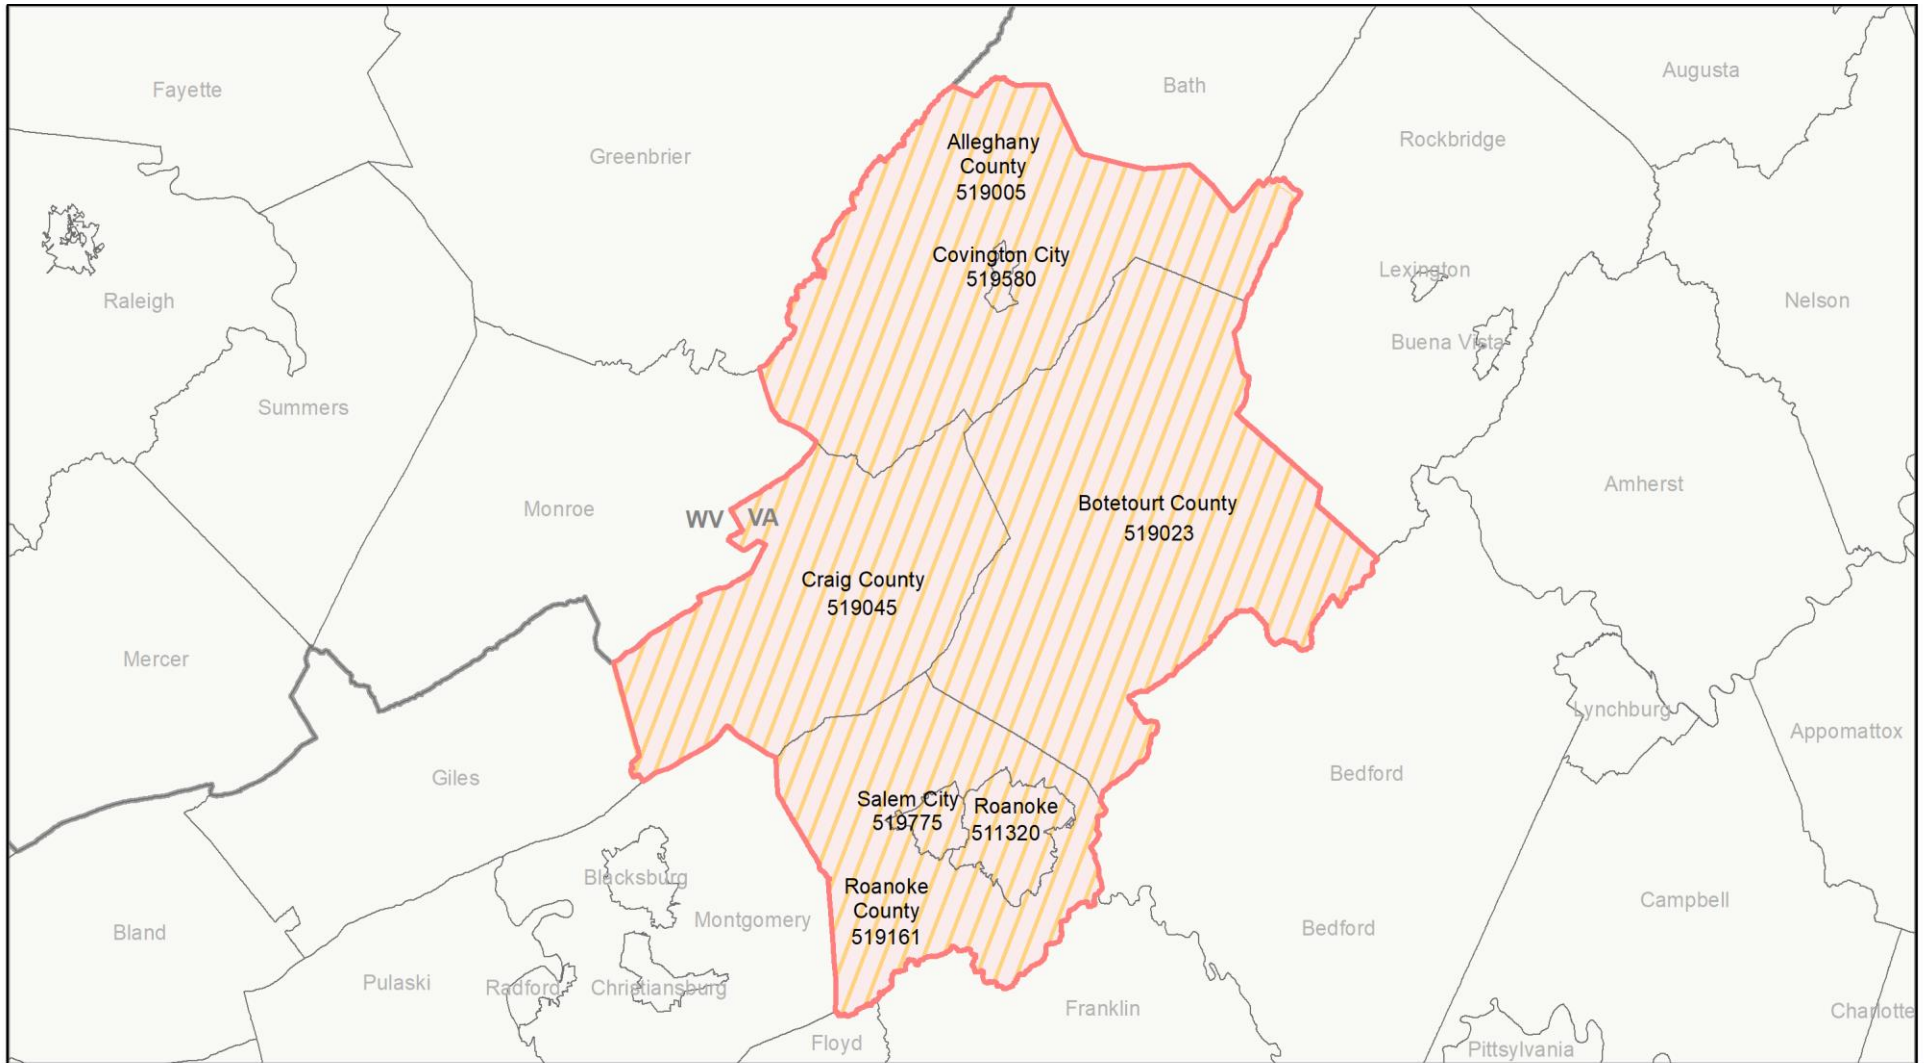 Augusta
Bath
Fayette
Rockbridge
Alleghany
County
519005
Greenbrier
Covington City
519580
Lexington
Raleigh
Nelson
Buena Vista
Summers
Amherst
Botetourt County
519023
Monroe
WV VA
Craig County
519045
Mercer
Lynchburg
Appomattox
Giles
Bedford
Salem City
519775
Roanoke
511320
Blacksburg
Roanoke
County
519161
Campbell
Montgomery
Bland
Bedford
Pulaski
Radford
Christiansburg
Franklin
Charlotte
Floyd
Pittsylvania